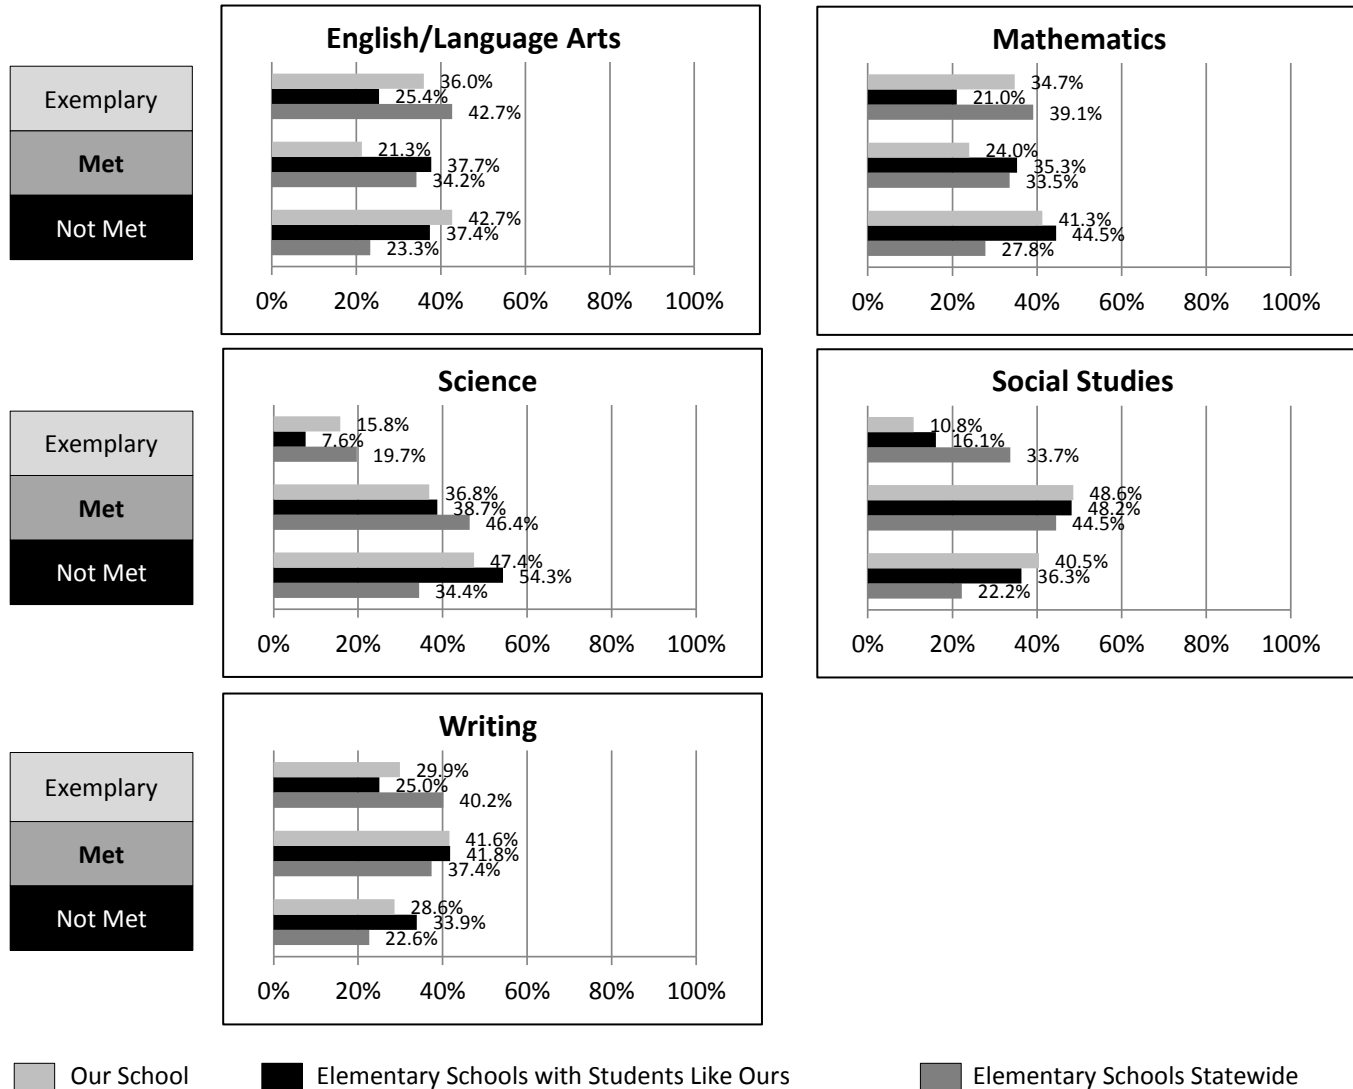 English/Language Arts
Exemplary
Met
Not Met
36.0%
25.4%
42.7%
21.3%
37.7%
34.2%
42.7%
37.4%
23.3%
0% 20% 40% 60% 80% 100%
Mathematics
34.7%
21.0%
39.1%
24.0%
35.3%
33.5%
41.3%
44.5%
27.8%
0% 20% 40% 60% 80% 100%
Science
Exemplary
Met
Not Met
15.8%
7.6%
19.7%
36.8%
38.7%
46.4%
47.4%
54.3%
34.4%
0% 20% 40% 60% 80% 100%
Social Studies
10.8%
16.1%
33.7%
48.6%
48.2%
44.5%
40.5%
36.3%
22.2%
0% 20% 40% 60% 80% 100%
Writing
Exemplary
Met
Not Met
29.9%
25.0%
40.2%
41.6%
41.8%
37.4%
28.6%
33.9%
22.6%
0% 20% 40% 60% 80% 100%
Our School Elementary Schools with Students Like Ours Elementary Schools Statewide